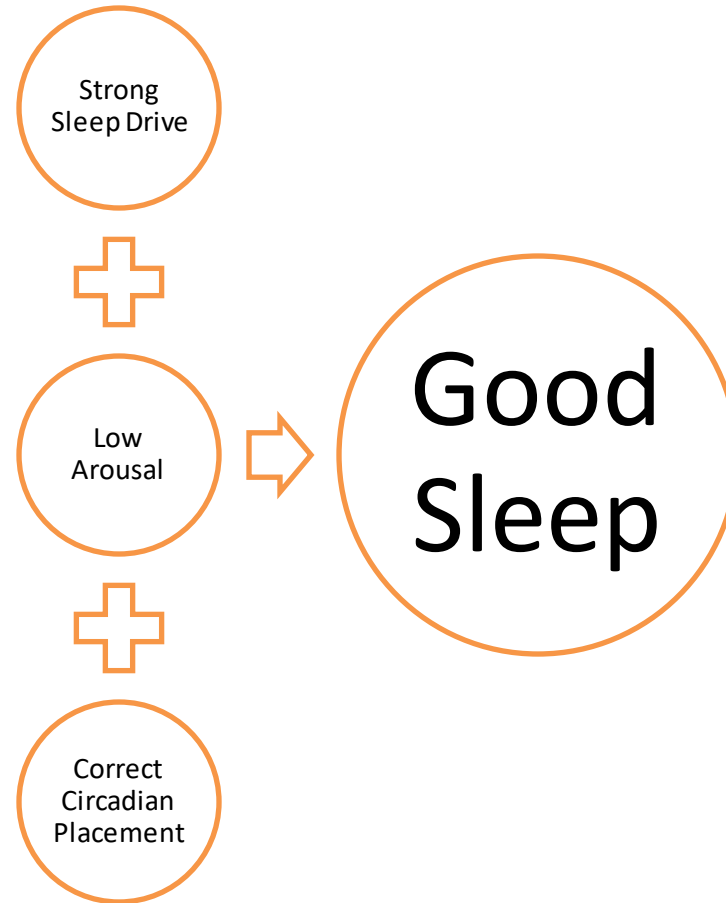 Strong
Sleep Drive
Low
Arousal
Correct
Circadian
Placement
Good
Sleep